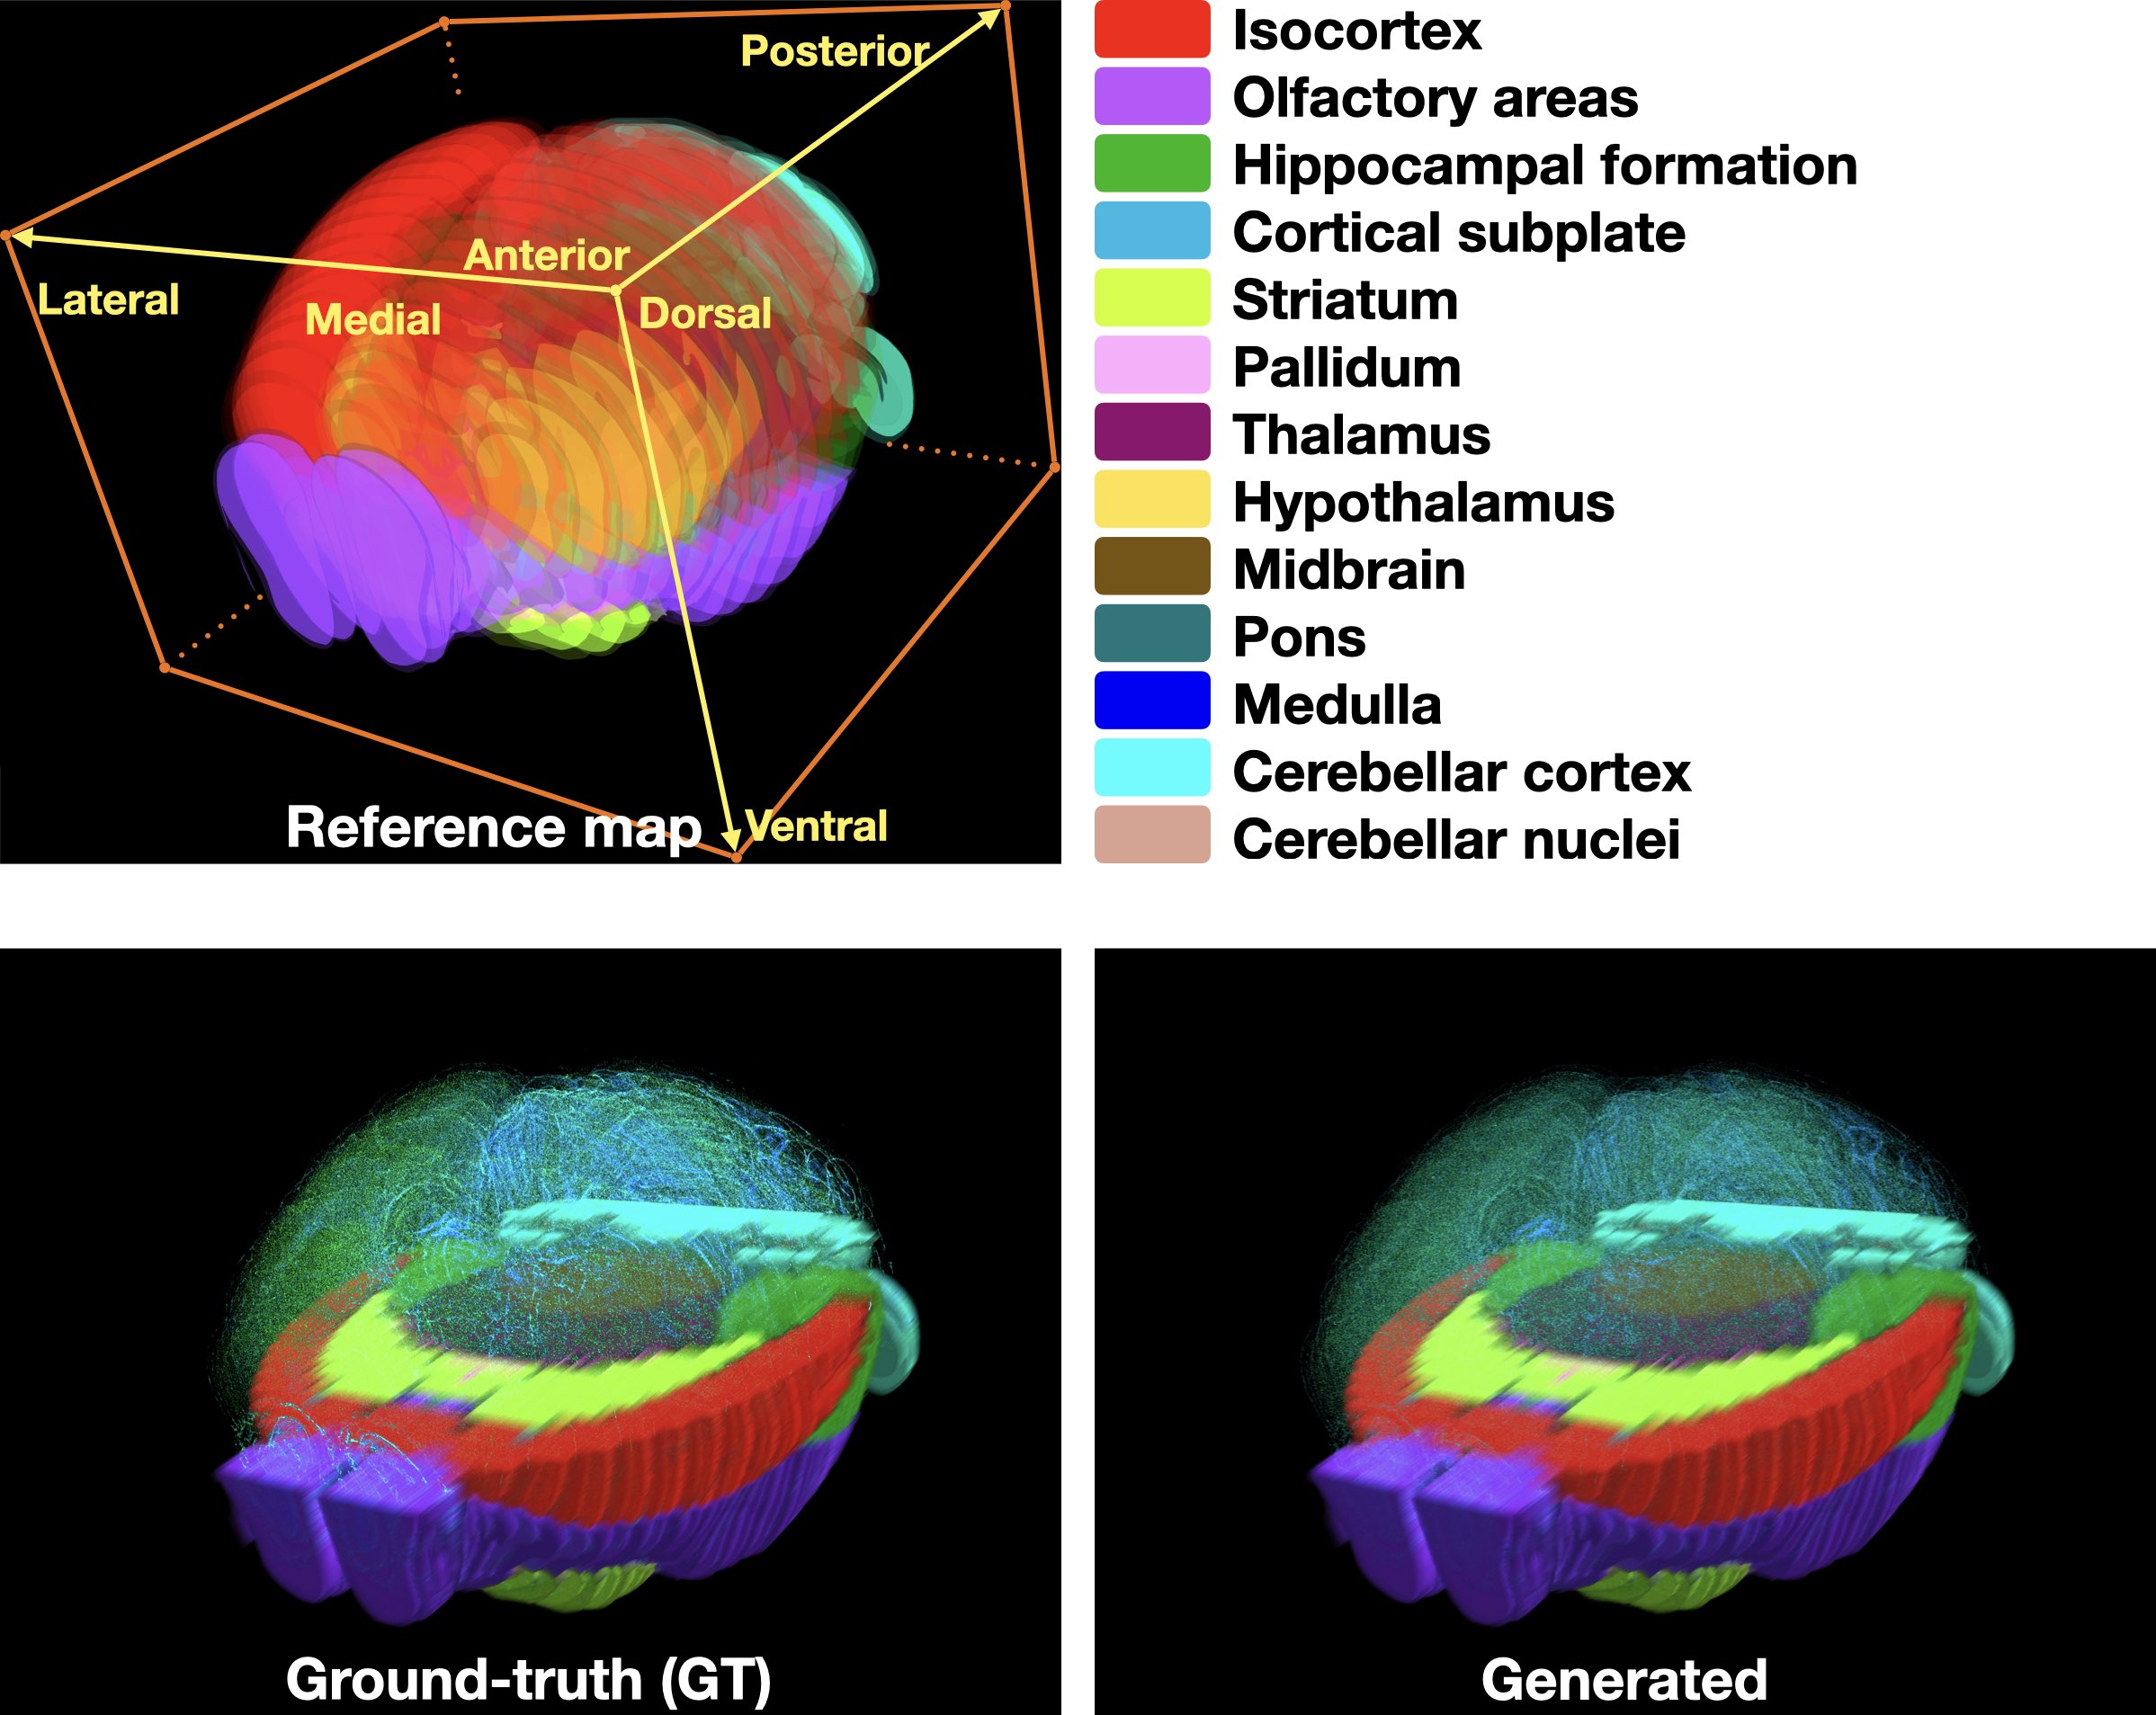 Posterior
Anterior
Lateral
Medial
Dorsal
Reference map
Ventral
Isocortex
Olfactory areas
Hippocampal formation
Cortical subplate
Striatum
Pallidum
Thalamus
Hypothalamus
Midbrain
Pons
Medulla
Cerebellar cortex
Cerebellar nuclei
Ground-truth (GT)
Generated